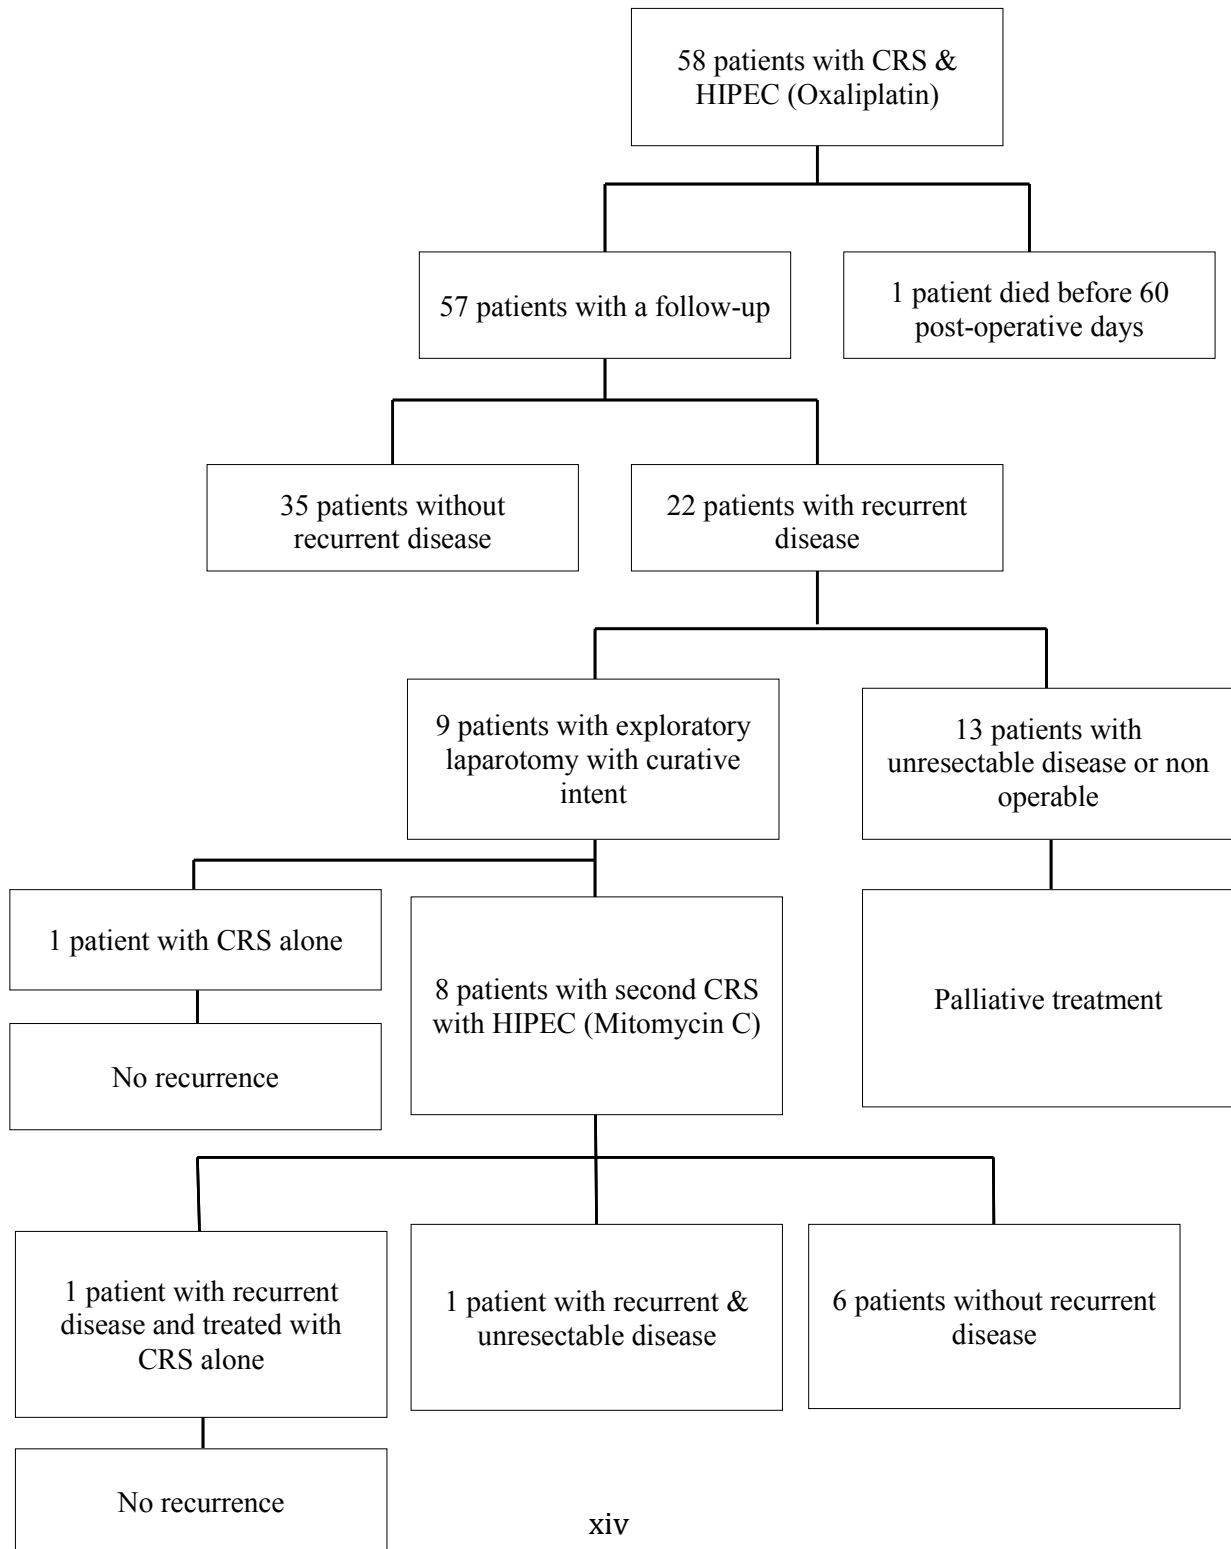 58 patients with CRS &
HIPEC (Oxaliplatin)
57 patients with a follow-up
1 patient died before 60
post-operative days
35 patients without
recurrent disease
22 patients with recurrent
disease
9 patients with exploratory
laparotomy with curative
intent
13 patients with
unresectable disease or non
operable
1 patient with CRS alone
8 patients with second CRS
with HIPEC (Mitomycin C)
Palliative treatment
No recurrence
1 patient with recurrent
disease and treated with
CRS alone
1 patient with recurrent &
unresectable disease
6 patients without recurrent
disease
No recurrence
xiv